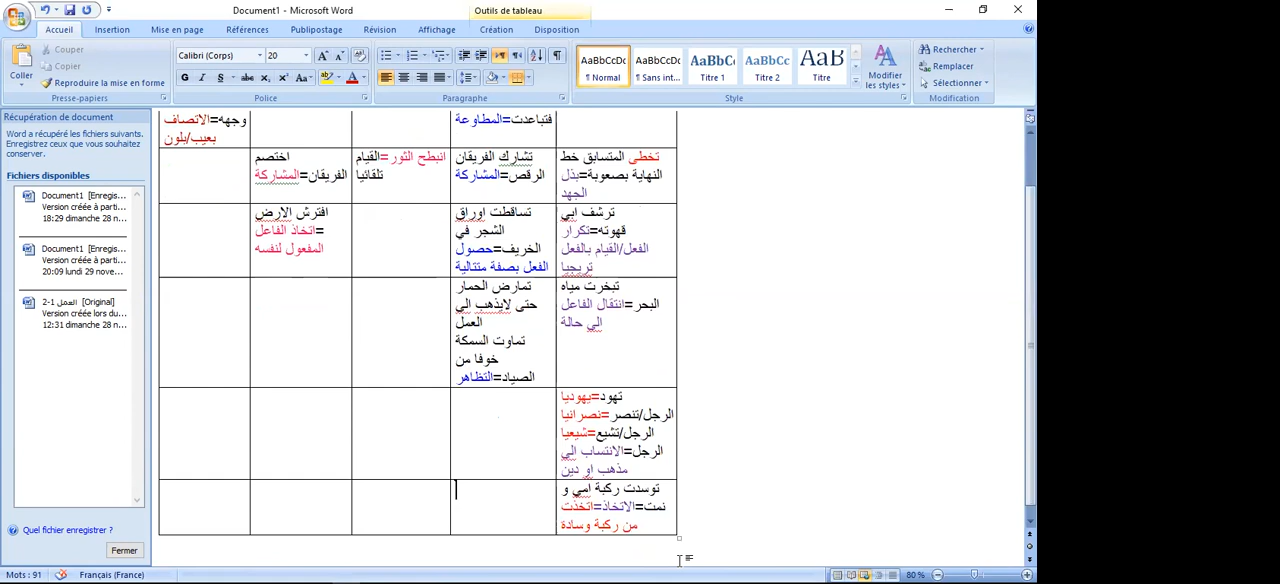 Document1 - Microsoft Word
Outils de tableau
Accueil
Insertion
Mise en page
Références
Publipostage
Révision
Affichage
Création
Disposition
Coller
Couper
Copier
Reproduire la mise en forme
Presse-papiers
Calibri (Corps)
20
Police
Paragraphe
AaBbCcDc
¶ Normal
AaBbCcDc
¶ Sans int...
AaBbC
Titre 1
AaBbCc
Titre 2
AaB
Titre
Modifier
les styles
Style
Rechercher
Remplacer
Sélectionner
Modification
Récupération de document
Word a récupéré les fichiers suivants.
Enregistrez ceux que vous souhaitez
conserver.
Fichiers disponibles
Document1 [Enregis...
Version créée à parti...
18:29 dimanche 28 n...
Document1 [Enregis...
Version créée à parti...
20:09 lundi 29 nove...
العمل 1-2 [Original]
Version créée lors du...
12:31 dimanche 28 n...
Quel fichier enregistrer ?
Fermer
فتباعدت=المطاوعة
وجهه=الاتصاف
بعيب/بلون
تخطى المتسابق خط
النهاية بصعوبة=بذل
الجهد
تشارك الفريقان
الرقص=المشاركة
انبطح الثور=القيام
تلقائيا
اختصم
الفريقان=المشاركة
ترشف ابي
قهوته=تكرار
الفعل/القيام بالفعل
تريجيا
تساقطت اوراق
الشجر في
الخريف=حصول
الفعل بصفة متتالية
افترش الارض
=اتخاذ الفاعل
المفعول لنفسه
تبخرت مياه
البحر=انتقال الفاعل
الي حالة
تمارض الحمار
حتى لايذهب الي
العمل
تماوت السمكة
خوفا من
الصياد=التظاهر
تهود=يهوديا
الرجل/تنصر=نصرانيا
الرجل/تشيع=شيعيا
الرجل=الانتساب الي
مذهب او دين
توسدت ركبة امي و
نمت=الاتخاذ=اتخذت
من ركبة وسادة
Mots : 91
Français (France)
80 %